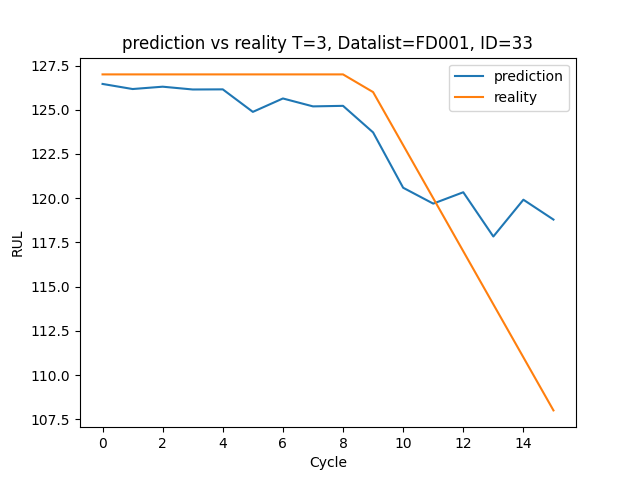 prediction vs reality T=3, Datalist=FD001, ID=33
127.5
125.0
122.5
120.0
117.5
115.0
112.5
110.0
107.5
RUL
prediction
reality
0 2 4 6 8 10 12 14
Cycle